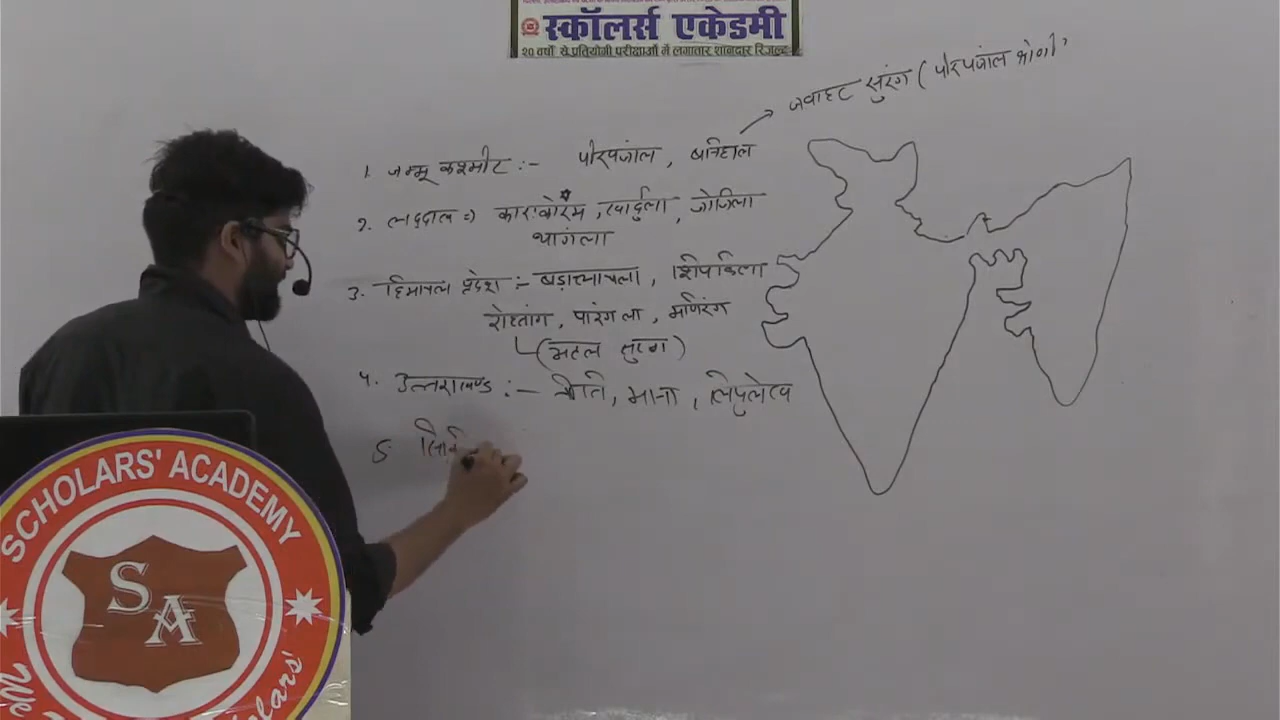 स्कॉलर्स एकेडमी
२० वर्षों से प्रतियोगी परीक्षाओं में लगातार शानदार रिजल्ट
जवाहर सुरंग ( पीरपंजाल श्रेणी
1. जम्मू कश्मीर :- पीरपंजाल , बनिहाल
2. लद्दाख => काराकोरम , खार्दुंला , जोजिला
थांगला
3. हिमाचल प्रदेश :- बड़ालाचला , शिपकिला
रोहतांग , पारंगला , मणिरंग
(अटल सुरंग)
4. उत्तराखण्ड :- नीति , माना , लिपुलेख
5.
SCHOLARS' ACADEMY
SA